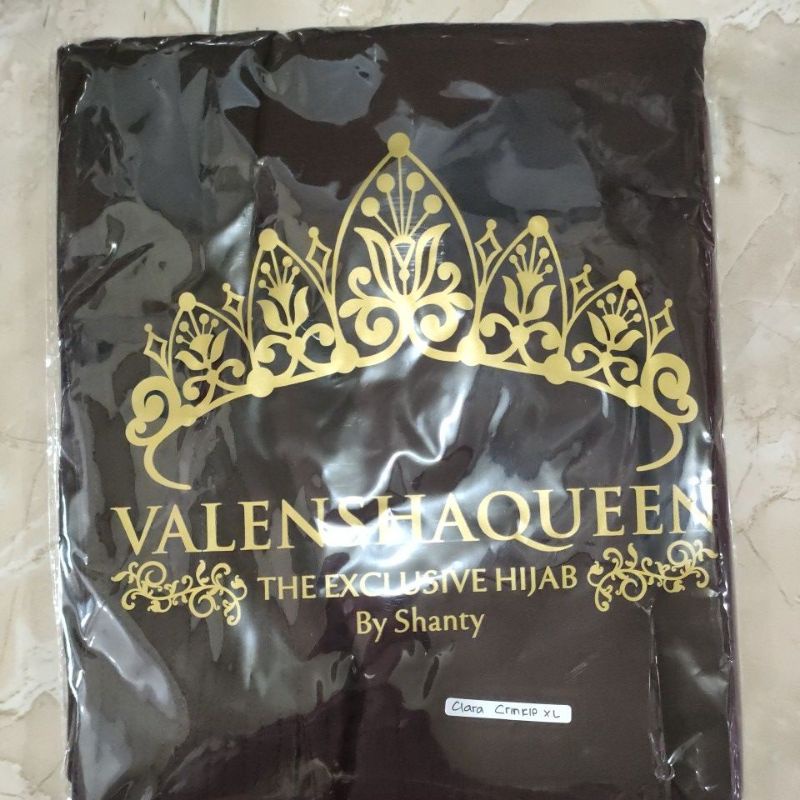 VALENSHAQUEEN
THE EXCLUSIVE HIJAB
By Shanty
Clara Crinkle XL